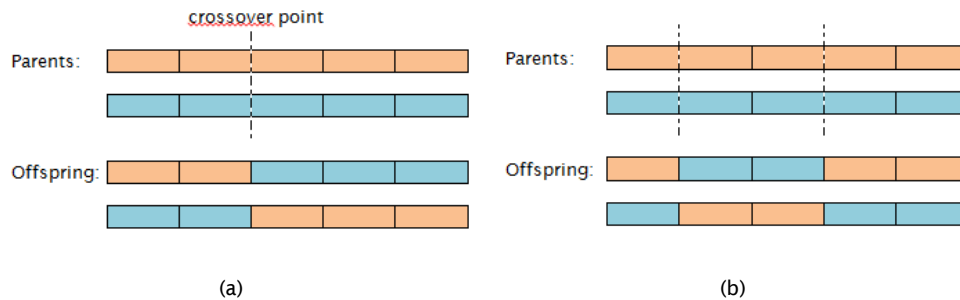 crossover point
Parents:
Offspring:
(a)
Parents:
Offspring:
(b)